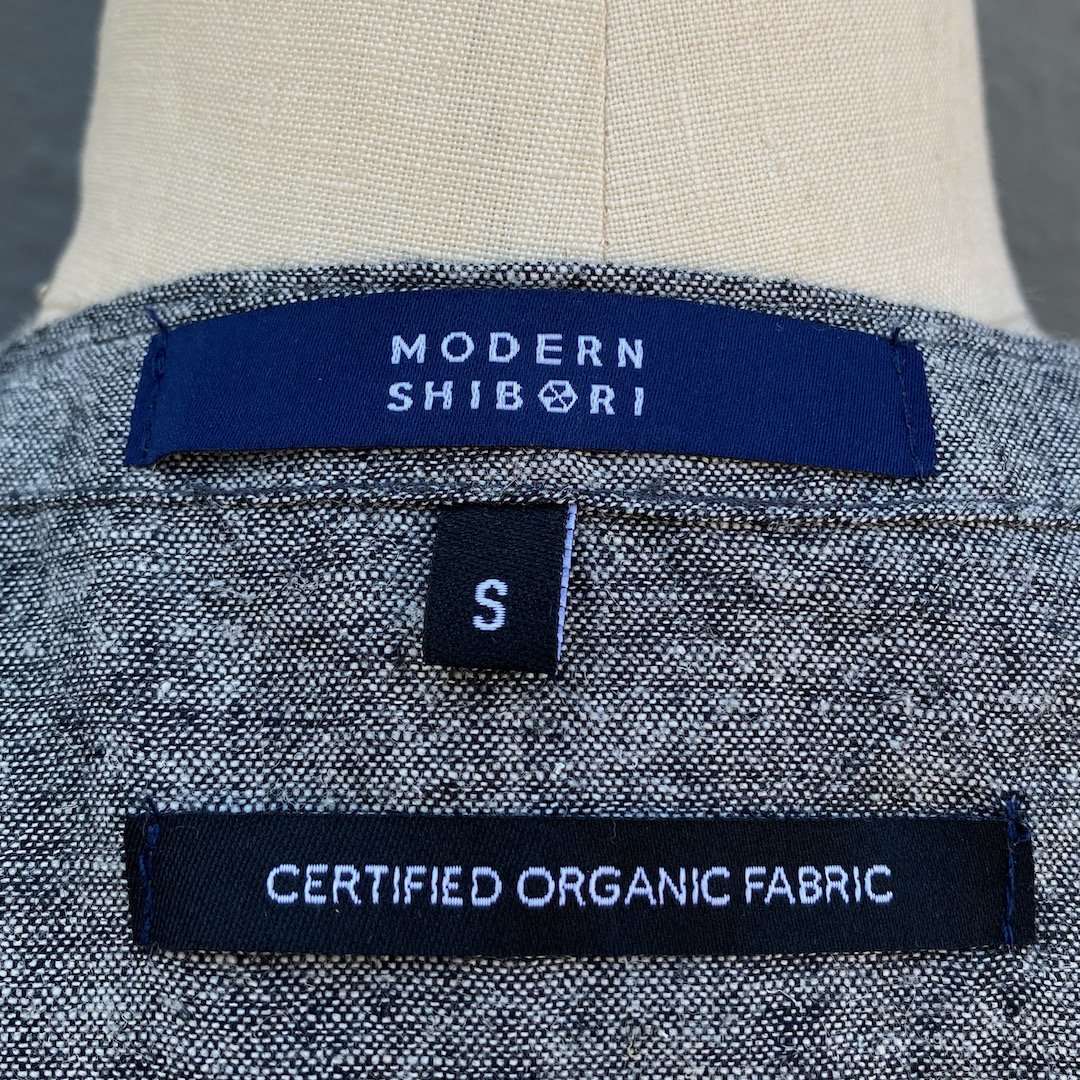 MODERN
SHIBORI
S
CERTIFIED ORGANIC FABRIC